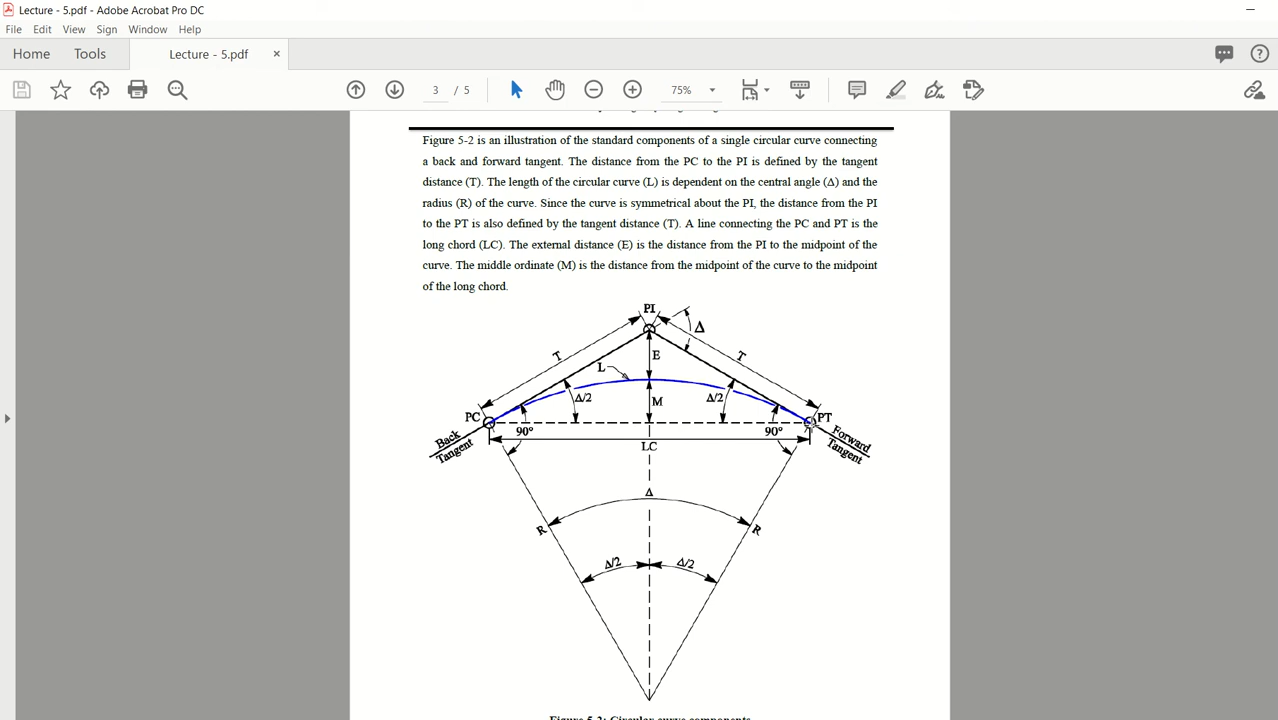 Lecture - 5.pdf - Adobe Acrobat Pro DC
File Edit View Sign Window Help
Home Tools Lecture - 5.pdf ×
3 / 5 75%
Figure 5-2 is an illustration of the standard components of a single circular curve connecting
a back and forward tangent. The distance from the PC to the PI is defined by the tangent
distance (T). The length of the circular curve (L) is dependent on the central angle (Δ) and the
radius (R) of the curve. Since the curve is symmetrical about the PI, the distance from the PI
to the PT is also defined by the tangent distance (T). A line connecting the PC and PT is the
long chord (LC). The external distance (E) is the distance from the PI to the midpoint of the
curve. The middle ordinate (M) is the distance from the midpoint of the curve to the midpoint
of the long chord.
PI
Δ
T E T
L
Δ/2 M Δ/2
PC PT
90° 90°
Back Tangent
Forward Tangent
LC
Δ
R R
Δ/2 Δ/2
Figure 5-2: Circular curve components